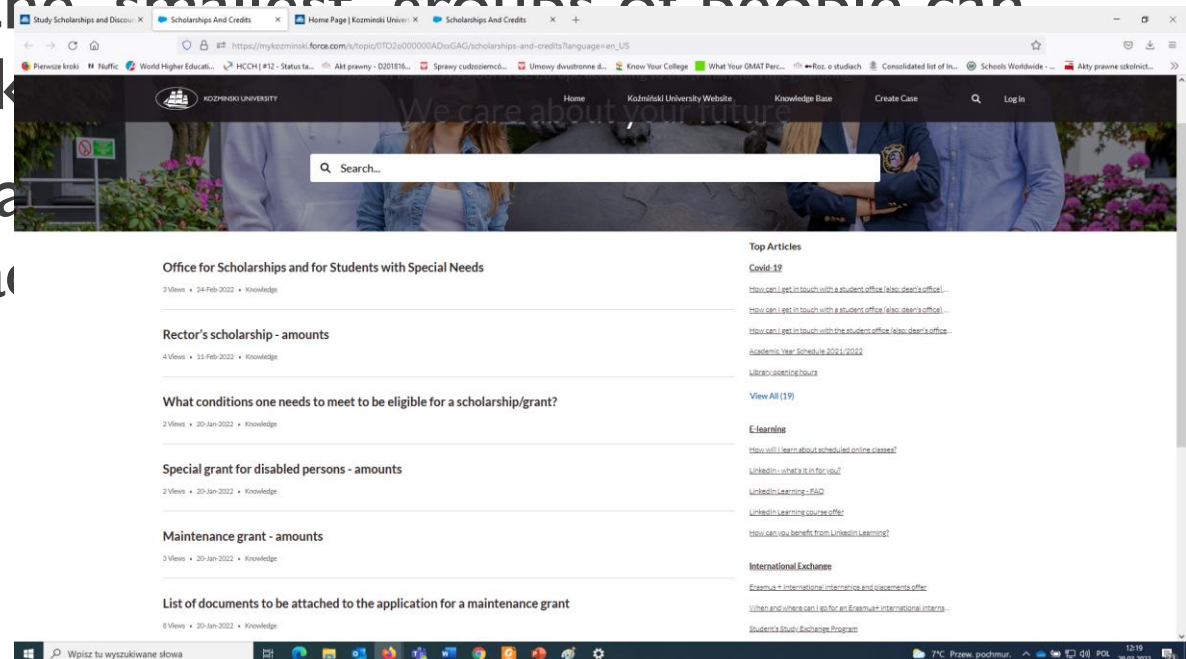 smallest groups of people can
Study Scholarships and Discoun
Scholarships And Credits
Home Page | Kozminski Univers
Scholarships And Credits
https://mykozminski.force.com/s/topic/0TO2o000000ADssGAG/scholarships-and-credits?language=en_US
Pierwsze kroki
Nuffic
World Higher Educati...
HCCH | #12 - Status ta...
Akt prawny - D201816...
Sprawy cudzoziemcó...
Umowy dwustronne d...
Know Your College
What Your GMAT Perc...
Roz. o studiach
Consolidated list of In...
Schools Worldwide - ...
Akty prawne szkolnict...
KOZMINSKI UNIVERSITY
Home
Koźmiński University Website
Knowledge Base
Create Case
Log in
We care about your future
Search...
Office for Scholarships and for Students with Special Needs
2 Views • 24-Feb-2022 • Knowledge
Rector's scholarship - amounts
4 Views • 11-Feb-2022 • Knowledge
What conditions one needs to meet to be eligible for a scholarship/grant?
2 Views • 20-Jan-2022 • Knowledge
Special grant for disabled persons - amounts
2 Views • 20-Jan-2022 • Knowledge
Maintenance grant - amounts
3 Views • 20-Jan-2022 • Knowledge
List of documents to be attached to the application for a maintenance grant
8 Views • 20-Jan-2022 • Knowledge
Top Articles
Covid-19
How can I get in touch with a student office (also: dean's office) ...
How can I get in touch with a student office (also: dean's office) ...
How can I get in touch with the student office (also: dean's office...
Academic Year Schedule 2021/2022
Library opening hours
View All (19)
E-learning
How will I learn about scheduled online classes?
LinkedIn - what's it in for you?
LinkedIn Learning - FAQ
LinkedIn Learning course offer
How can you benefit from LinkedIn Learning?
International Exchange
Erasmus + International internships and placements offer
When and where can I go for an Erasmus+ international interns...
Student's Study Exchange Program
Wpisz tu wyszukiwane słowa
7°C Przew. pochmur.
POL
12:19